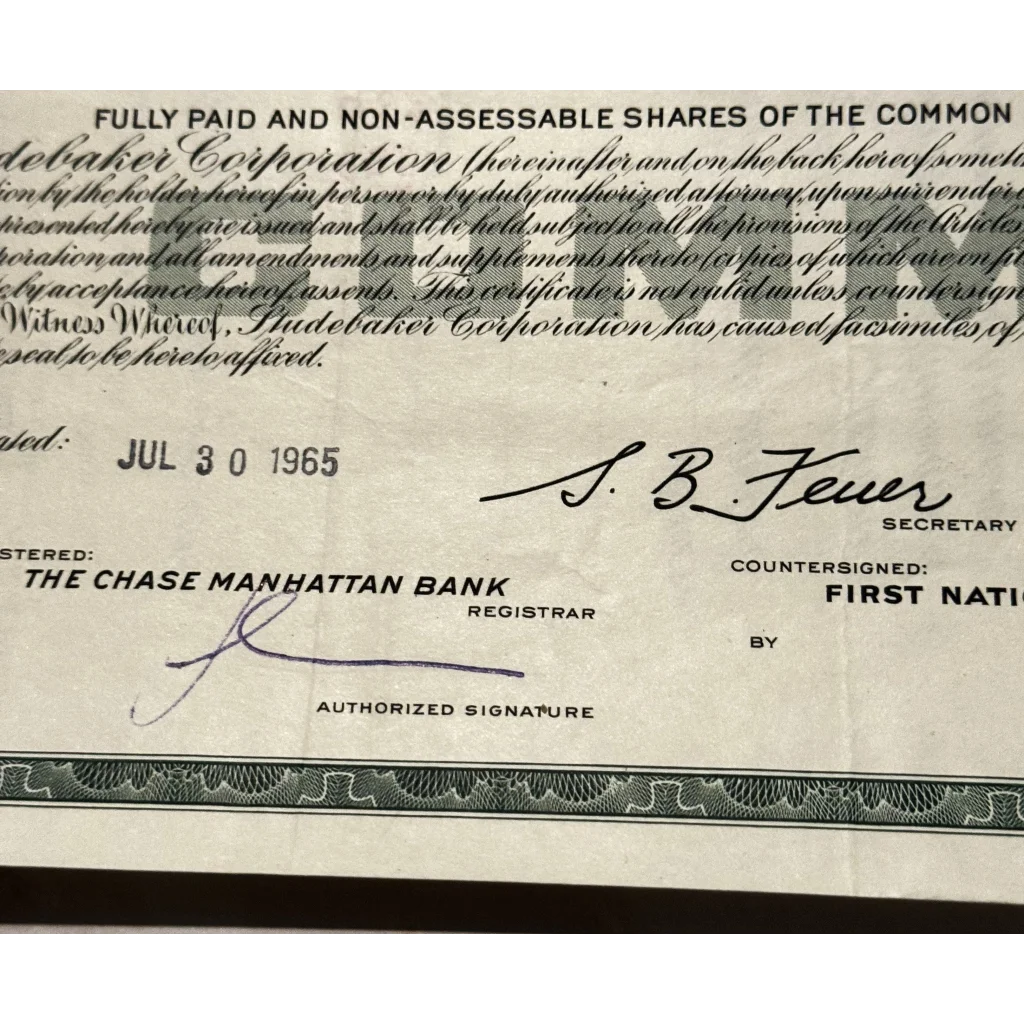 FULLY PAID AND NON-ASSESSABLE SHARES OF THE COMMON
debaker Corporation (hereinafter, and on the back hereof, someti
ion by the holder hereof in person or by duly authorized attorney, upon surrender o
presented hereby are issued and shall be held subject to all the provisions of the Articles
poration and all amendments and supplements thereto (copies of which are on fil
e, by acceptance hereof, assents. This certificate is not valid unless countersign
Witness Whereof, Studebaker Corporation has caused facsimiles of
e seal to be hereto affixed.
COMM
ated: JUL 30 1965
S. B. Feuer
SECRETARY
STERED:
THE CHASE MANHATTAN BANK
REGISTRAR
COUNTERSIGNED:
FIRST NATI
BY
AUTHORIZED SIGNATURE